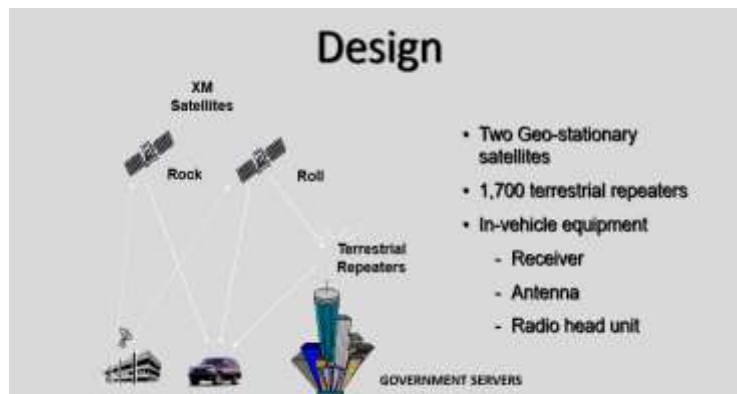 Design
XM
Satellites
Rock
Roll
Terrestrial
Repeaters
GOVERNMENT SERVERS
• Two Geo-stationary
satellites
• 1,700 terrestrial repeaters
• In-vehicle equipment
- Receiver
- Antenna
- Radio head unit